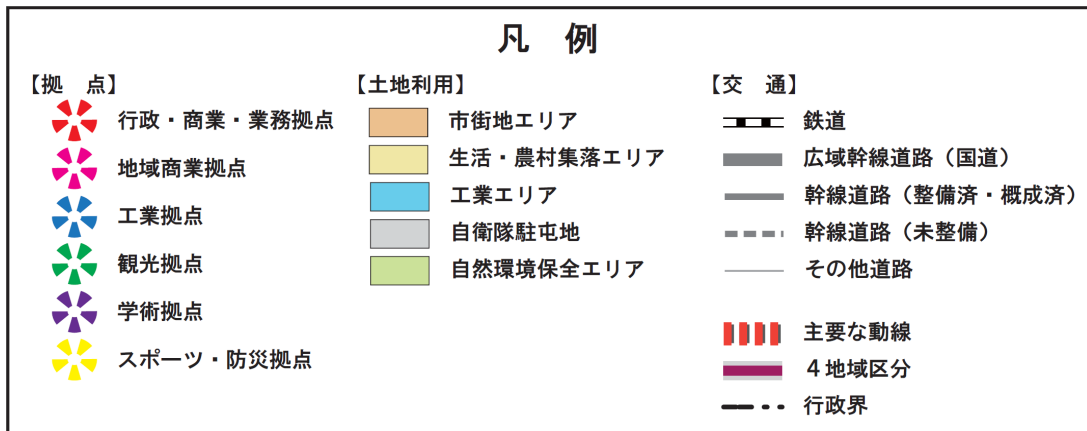 凡　例
【拠　点】
行政・商業・業務拠点
地域商業拠点
工業拠点
観光拠点
学術拠点
スポーツ・防災拠点
【土地利用】
市街地エリア
生活・農村集落エリア
工業エリア
自衛隊駐屯地
自然環境保全エリア
【交　通】
鉄道
広域幹線道路（国道）
幹線道路（整備済・概成済）
幹線道路（未整備）
その他道路
主要な動線
４地域区分
行政界